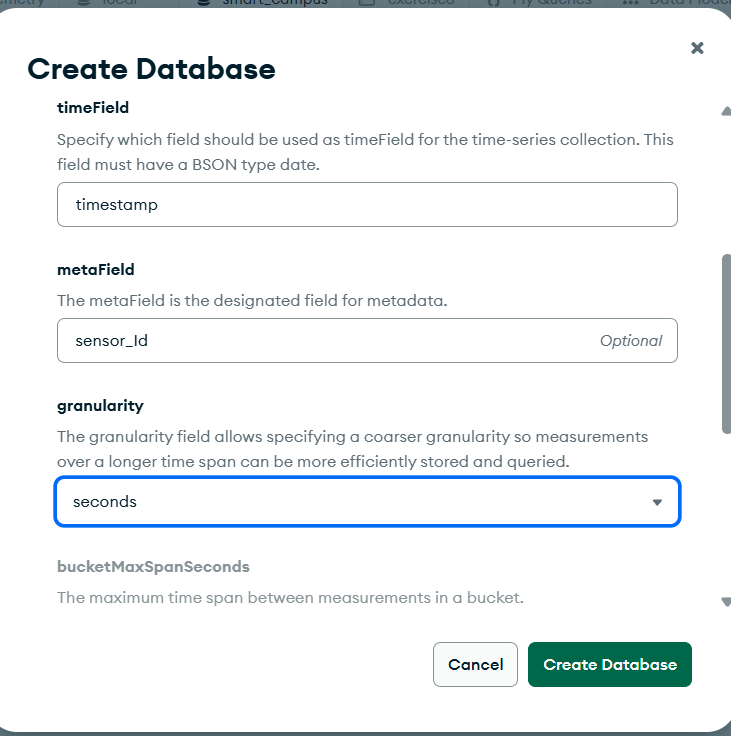 smart_campus
Create Database
timeField
Specify which field should be used as timeField for the time-series collection. This
field must have a BSON type date.
timestamp
metaField
The metaField is the designated field for metadata.
sensor_Id Optional
granularity
The granularity field allows specifying a coarser granularity so measurements
over a longer time span can be more efficiently stored and queried.
seconds
bucketMaxSpanSeconds
The maximum time span between measurements in a bucket.
Cancel Create Database